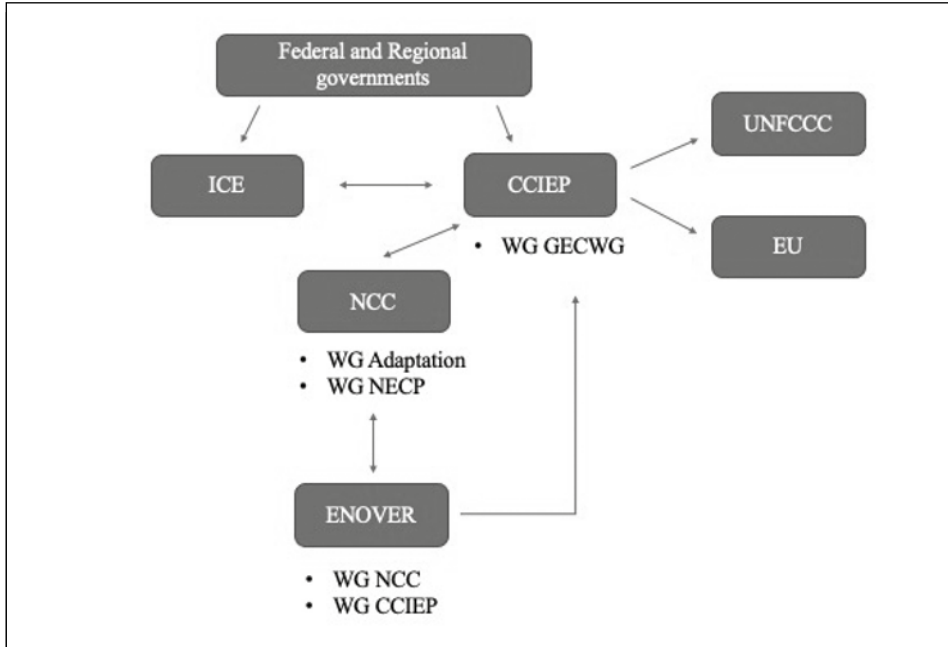 Federal and Regional
governments
UNFCCC
ICE
CCIEP
• WG GECWG
EU
NCC
• WG Adaptation
• WG NECP
ENOVER
• WG NCC
• WG CCIEP